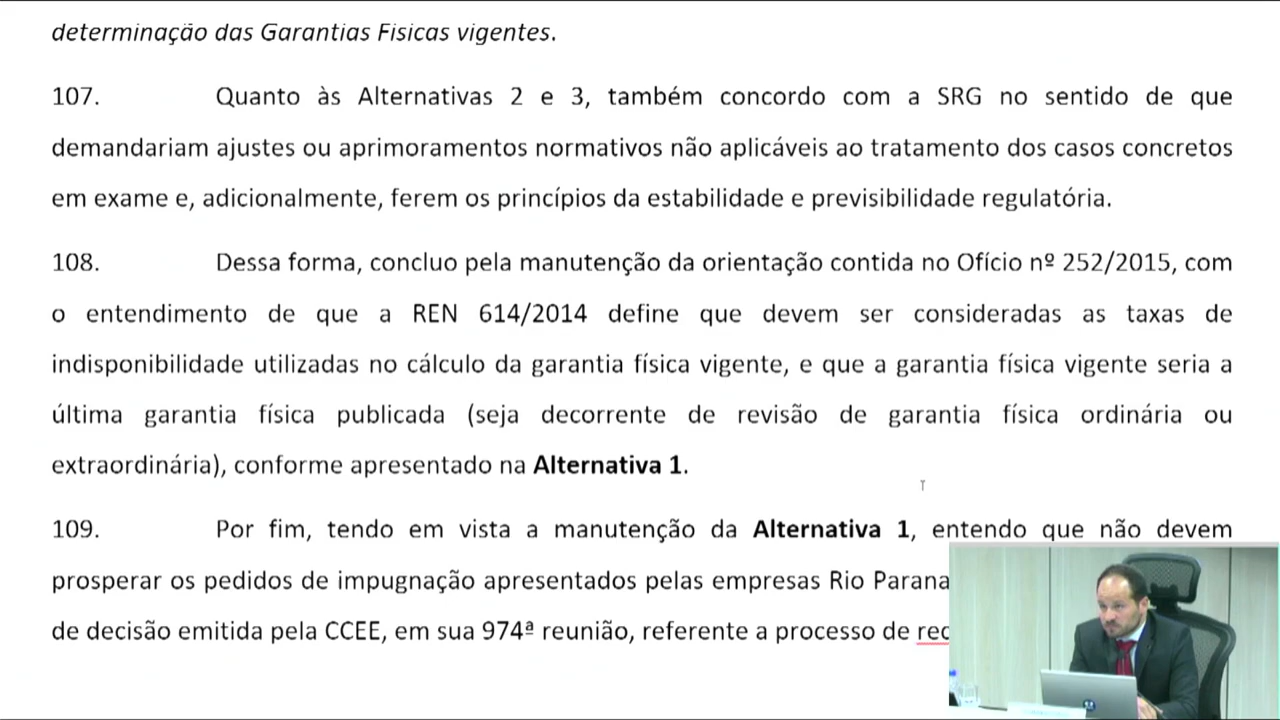 determinação das Garantias Fisicas vigentes.
107. Quanto às Alternativas 2 e 3, também concordo com a SRG no sentido de que
demandariam ajustes ou aprimoramentos normativos não aplicáveis ao tratamento dos casos concretos
em exame e, adicionalmente, ferem os princípios da estabilidade e previsibilidade regulatória.
108. Dessa forma, concluo pela manutenção da orientação contida no Ofício nº 252/2015, com
o entendimento de que a REN 614/2014 define que devem ser consideradas as taxas de
indisponibilidade utilizadas no cálculo da garantia física vigente, e que a garantia física vigente seria a
última garantia física publicada (seja decorrente de revisão de garantia física ordinária ou
extraordinária), conforme apresentado na Alternativa 1.
109. Por fim, tendo em vista a manutenção da Alternativa 1, entendo que não devem
prosperar os pedidos de impugnação apresentados pelas empresas Rio Parana
de decisão emitida pela CCEE, em sua 974ª reunião, referente a processo de